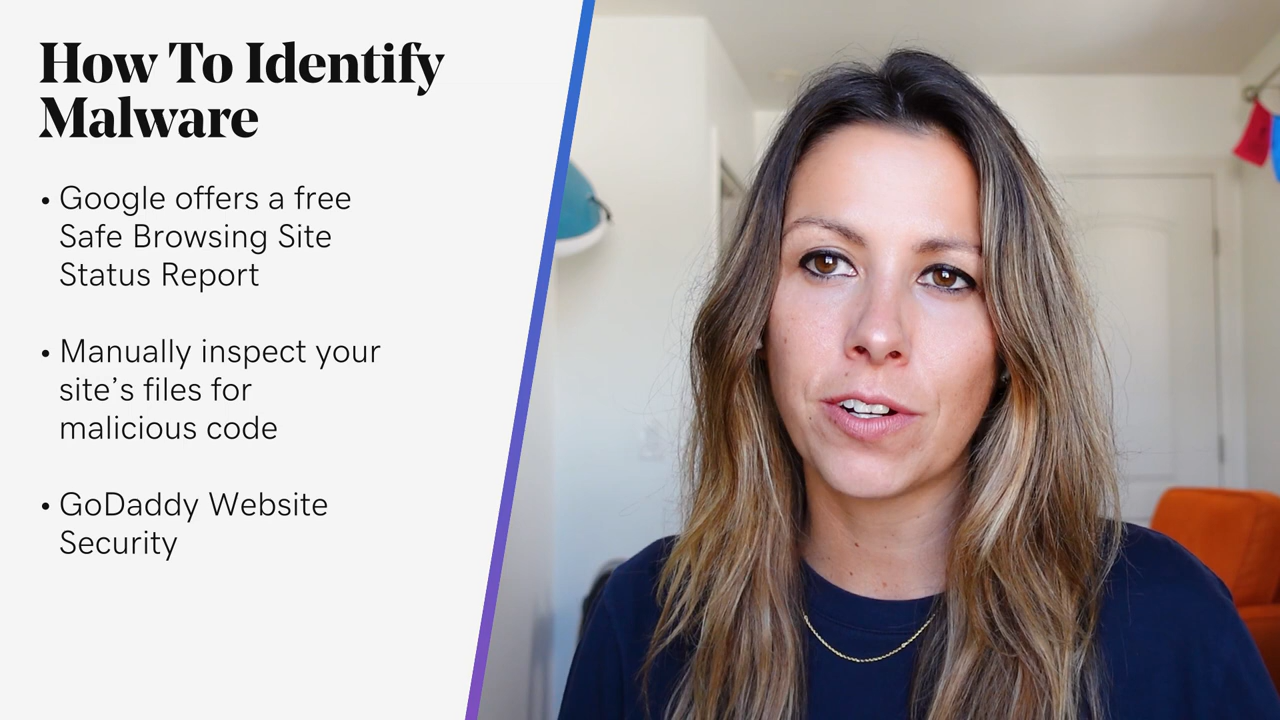 How To Identify
Malware
• Google offers a free
Safe Browsing Site
Status Report
• Manually inspect your
site’s files for
malicious code
• GoDaddy Website
Security